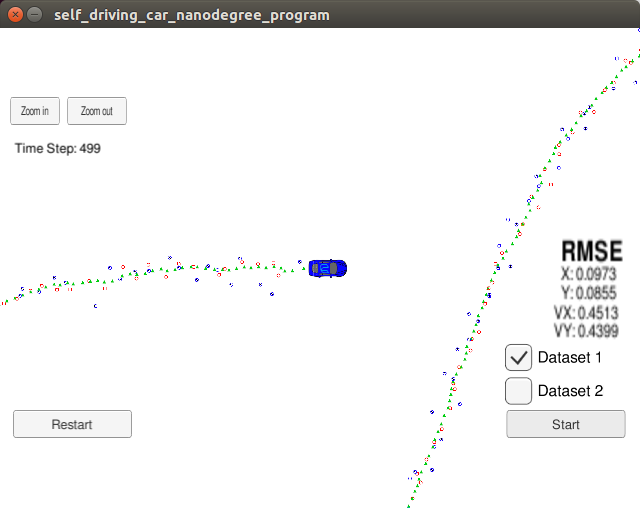 self_driving_car_nanodegree_program
Zoom in
Zoom out
Time Step: 499
RMSE
X: 0.0973
Y: 0.0855
VX: 0.4513
VY: 0.4399
Dataset 1
Dataset 2
Restart
Start